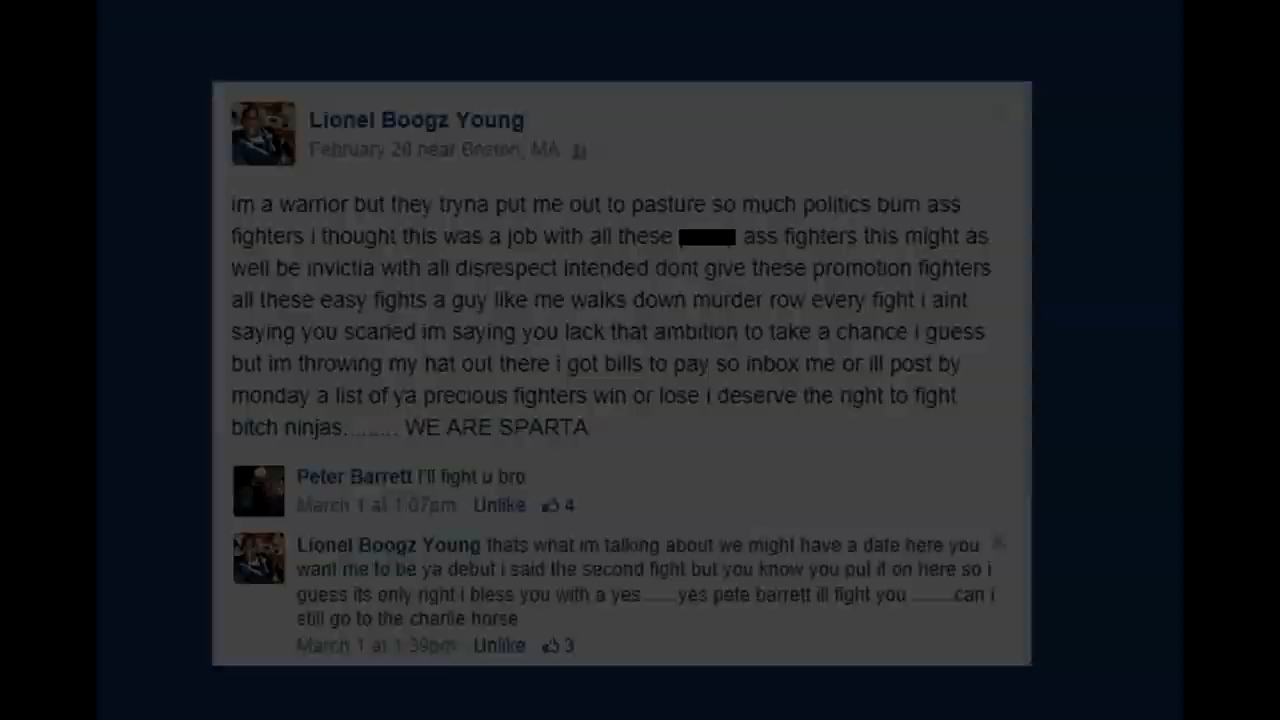 Lionel Boogz Young
February 28 near Boston, MA
im a warrior but they tryna put me out to pasture so much politics bum ass
fighters i thought this was a job with all these ass fighters this might as
well be invictia with all disrespect intended dont give these promotion fighters
all these easy fights a guy like me walks down murder row every fight i aint
saying you scaried im saying you lack that ambition to take a chance i guess
but im throwing my hat out there i got bills to pay so inbox me or ill post by
monday a list of ya precious fighters win or lose i deserve the right to fight
bitch ninjas......... WE ARE SPARTA
Peter Barrett I'll fight u bro
March 1 at 1:07pm · Unlike 4
Lionel Boogz Young thats what im talking about we might have a date here you
want me to be ya debut i said the second fight but you know you put it on here so i
guess its only right i bless you with a yes .......yes pete barrett ill fight you .........can i
still go to the charlie horse
March 1 at 1:39pm · Unlike 3